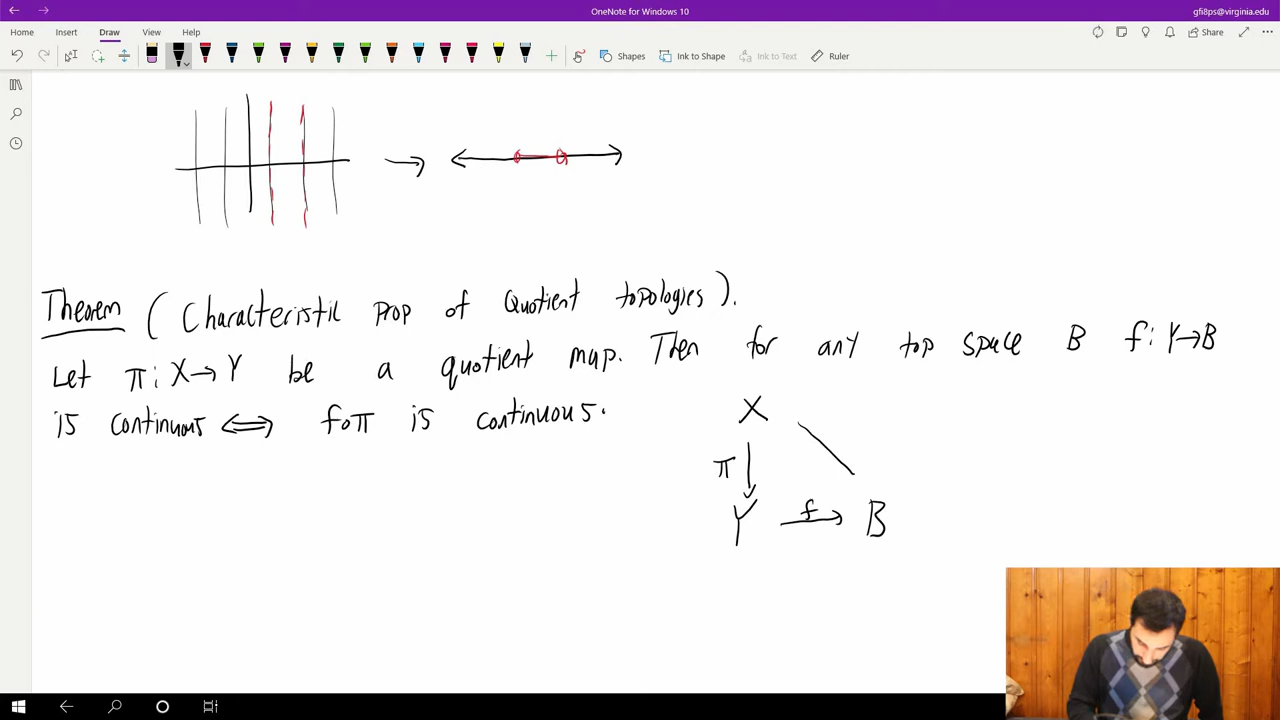 OneNote for Windows 10
gfi8ps@virginia.edu
Home Insert Draw View Help
Share
Shapes Ink to Shape Ink to Text Ruler
Theorem (Characteristic prop of Quotient topologies).
Let π: X→Y be a quotient map. Then for any top space B f: Y→B
is continuous ⟺ f∘π is continuous.
X
π
Y f B